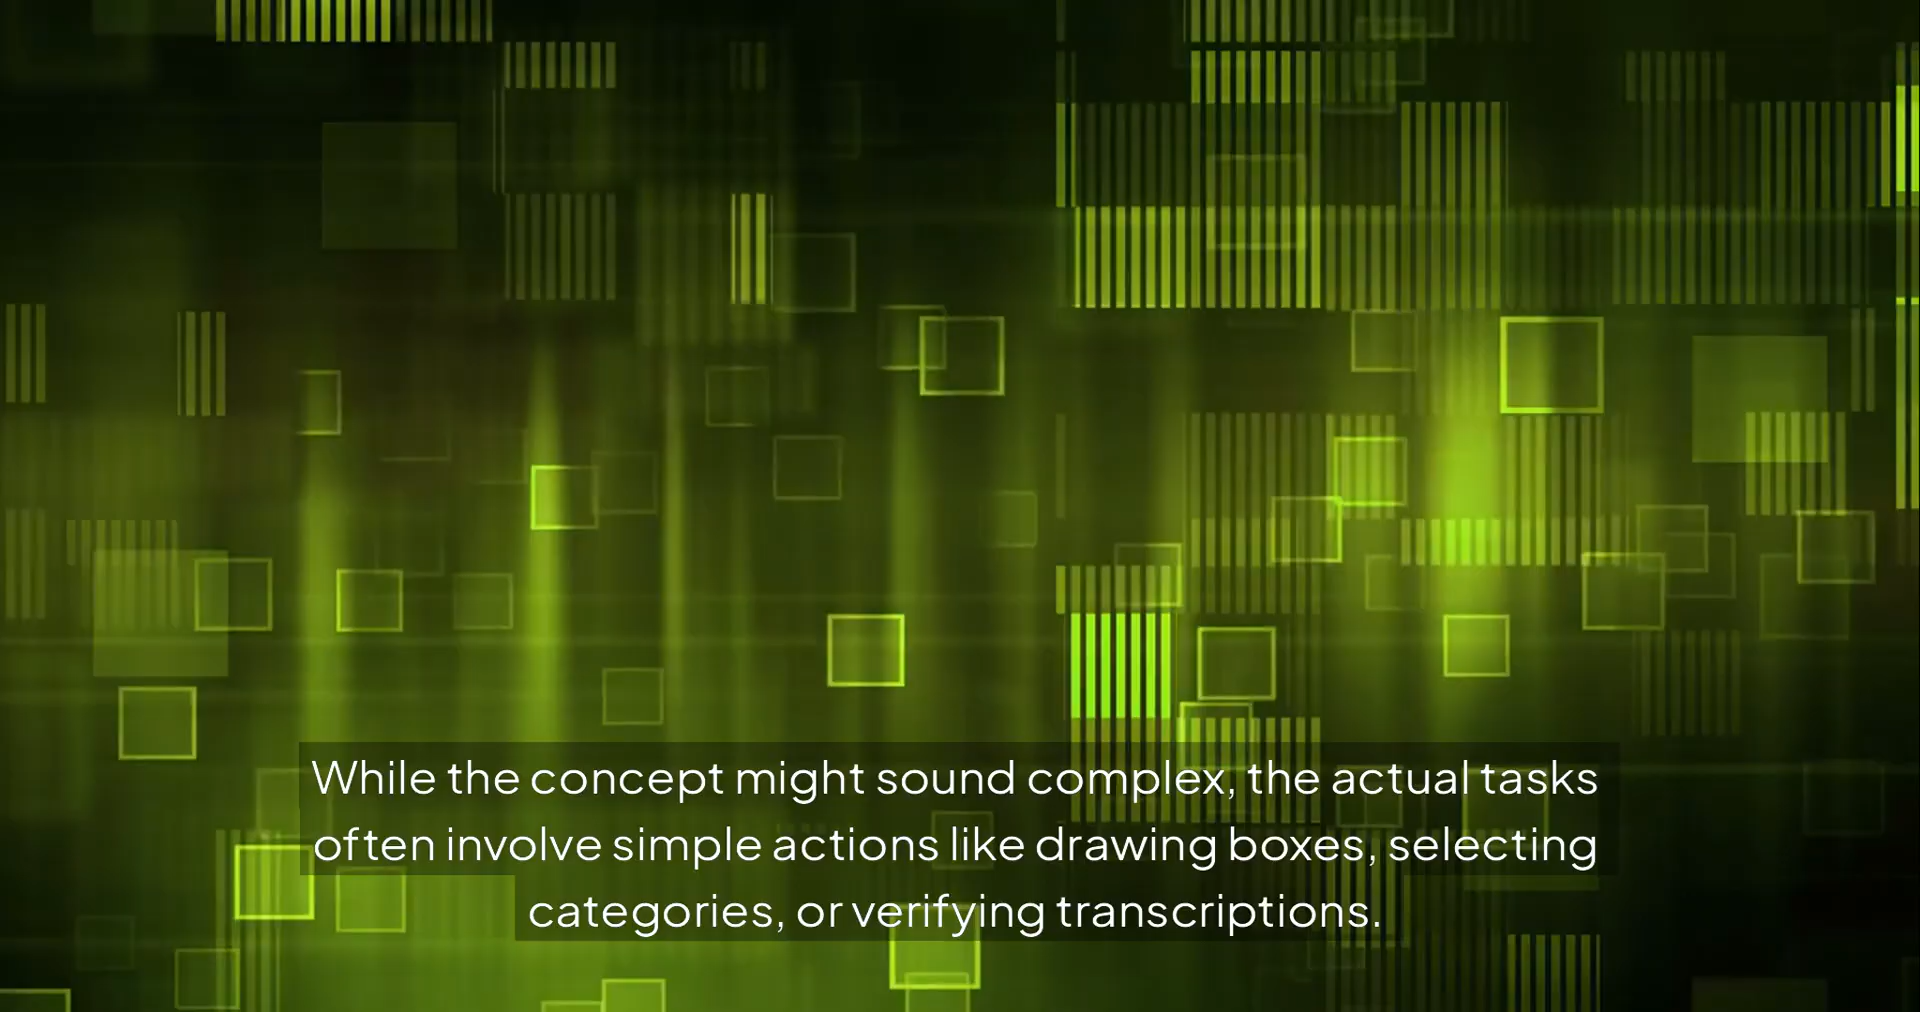 While the concept might sound complex, the actual tasks
often involve simple actions like drawing boxes, selecting
categories, or verifying transcriptions.